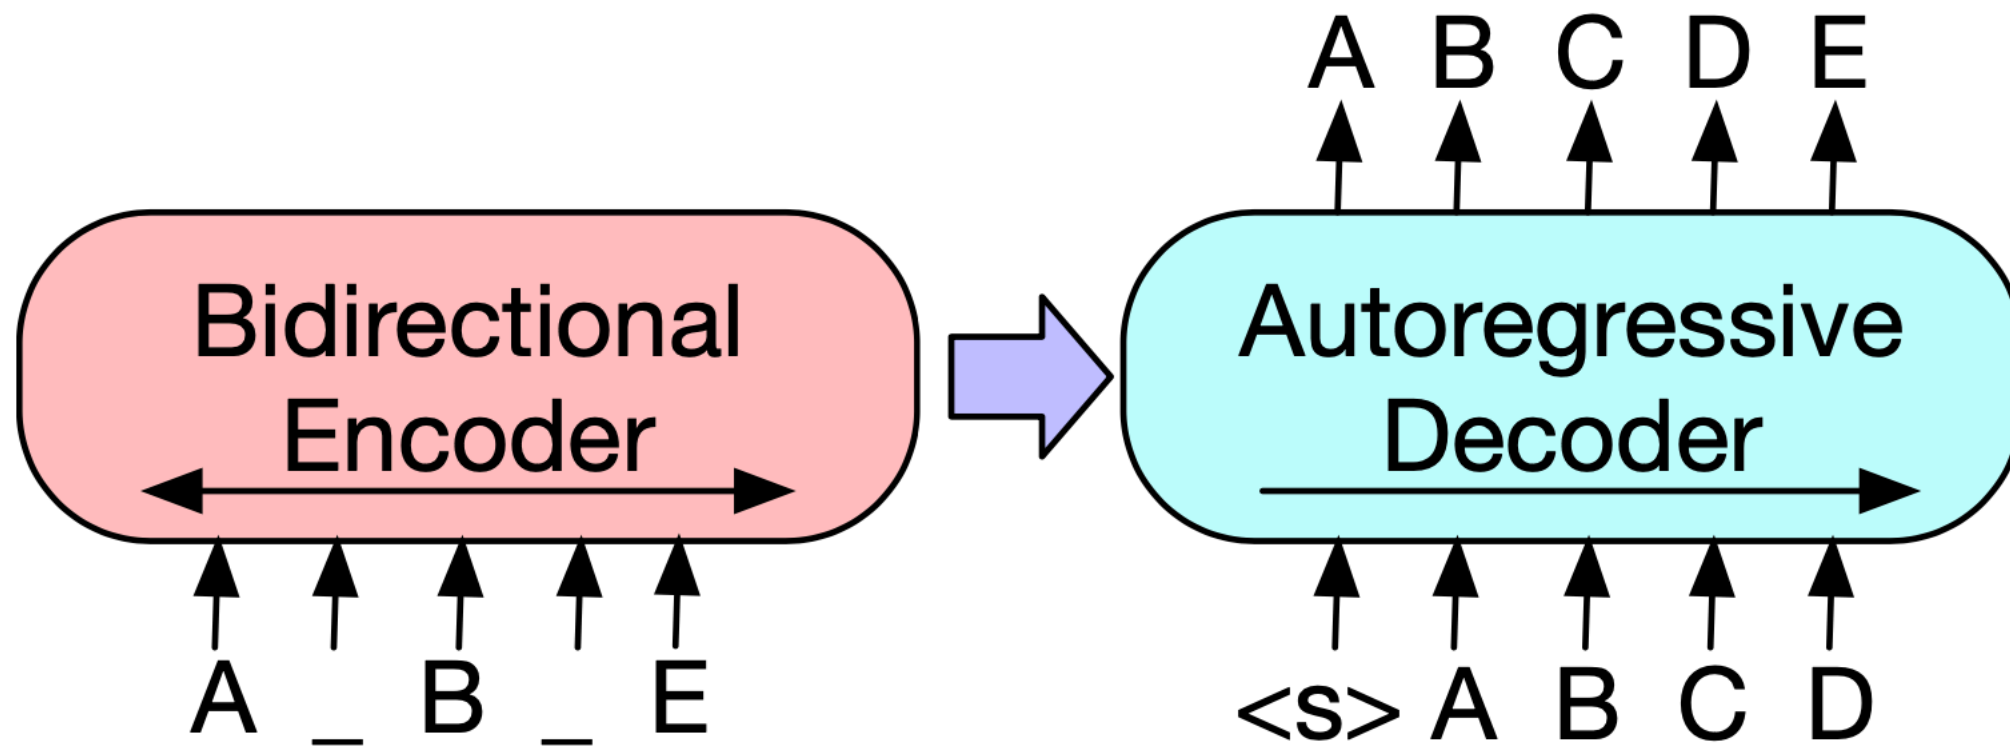 A B C D E
Bidirectional
Encoder
Autoregressive
Decoder
A _ B _ E
<s> A B C D